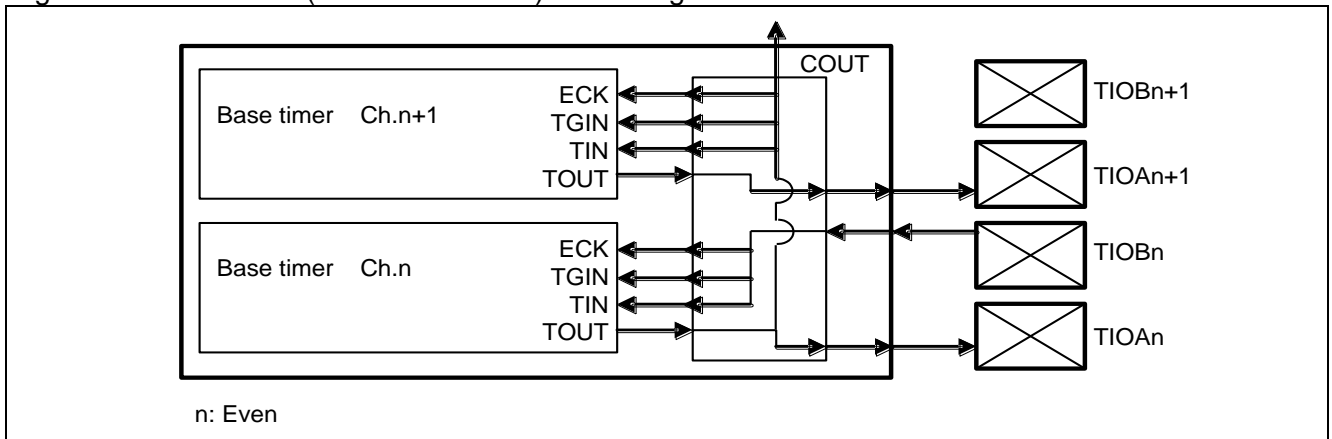 COUT
Base timer Ch.n+1
ECK
TGIN
TIN
TOUT
TIOBn+1
TIOAn+1
Base timer Ch.n
ECK
TGIN
TIN
TOUT
TIOBn
TIOAn
n: Even